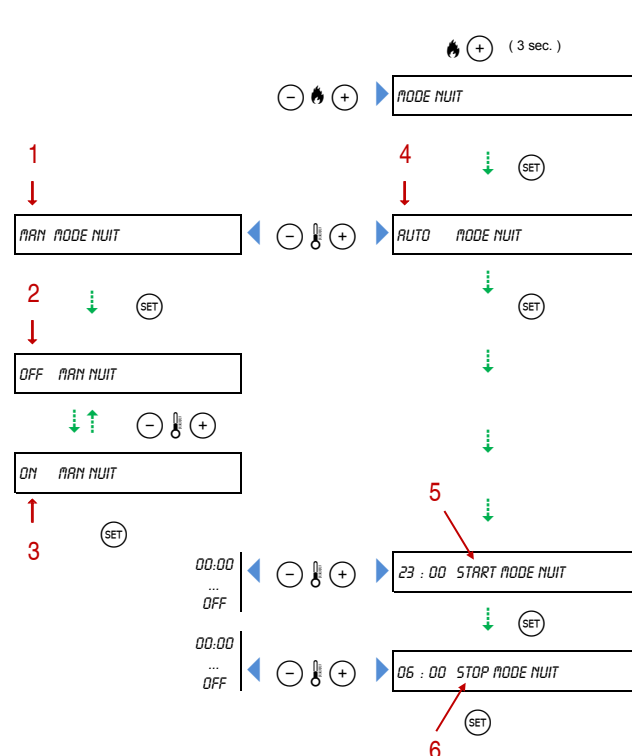 + ( 3 sec. )
- + MODE NUIT
1 4
SET
MAN MODE NUIT - + AUTO MODE NUIT
2
SET SET
OFF MAN NUIT
- +
ON MAN NUIT
5
3 SET
00:00
...
OFF
- + 23 : 00 START MODE NUIT
SET
00:00
...
OFF
- + 06 : 00 STOP MODE NUIT
SET
6